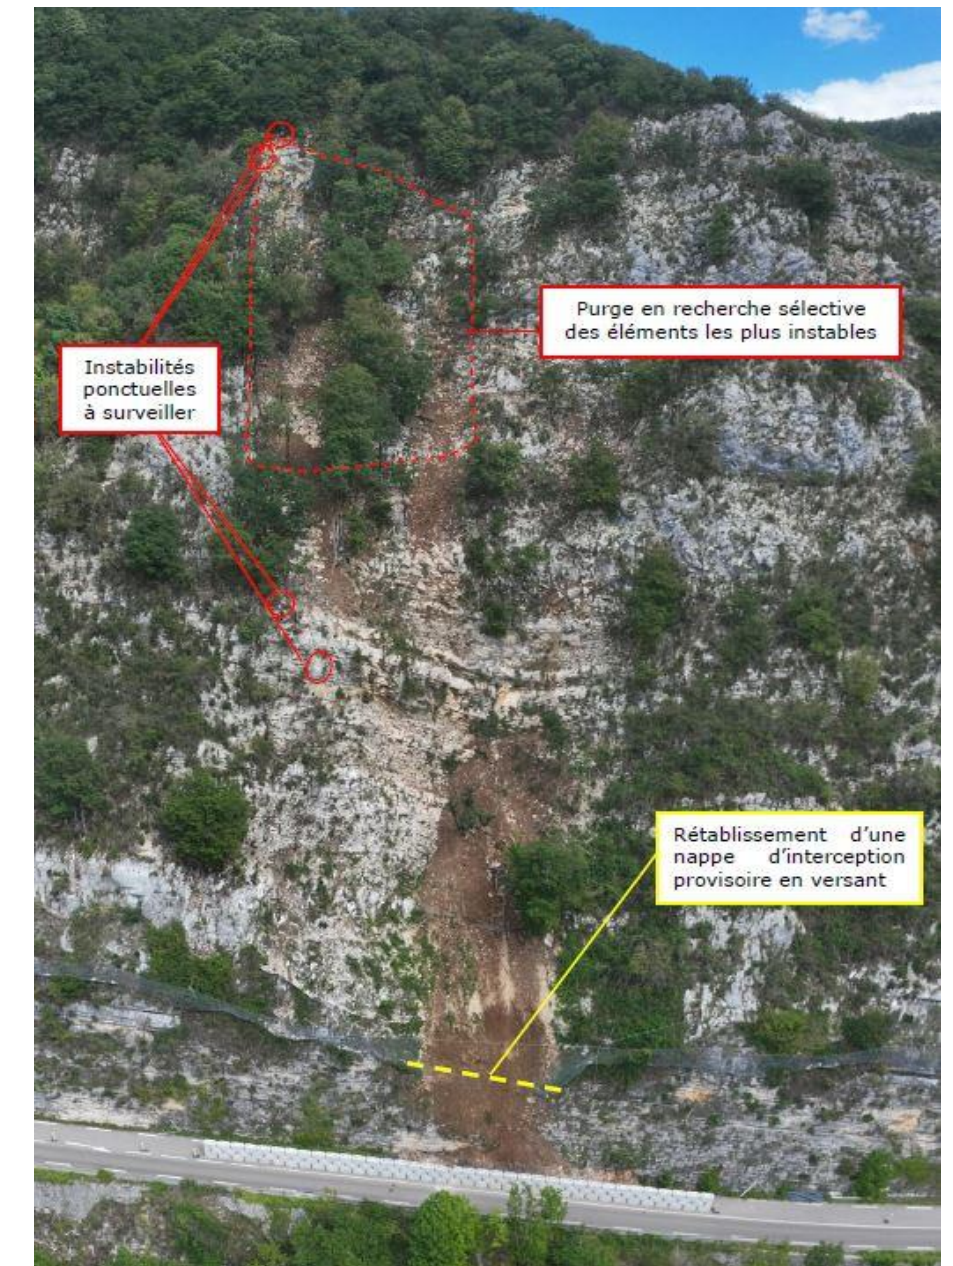 Purge en recherche sélective
des éléments les plus instables
Instabilités
ponctuelles
à surveiller
Rétablissement d'une
nappe d'interception
provisoire en versant